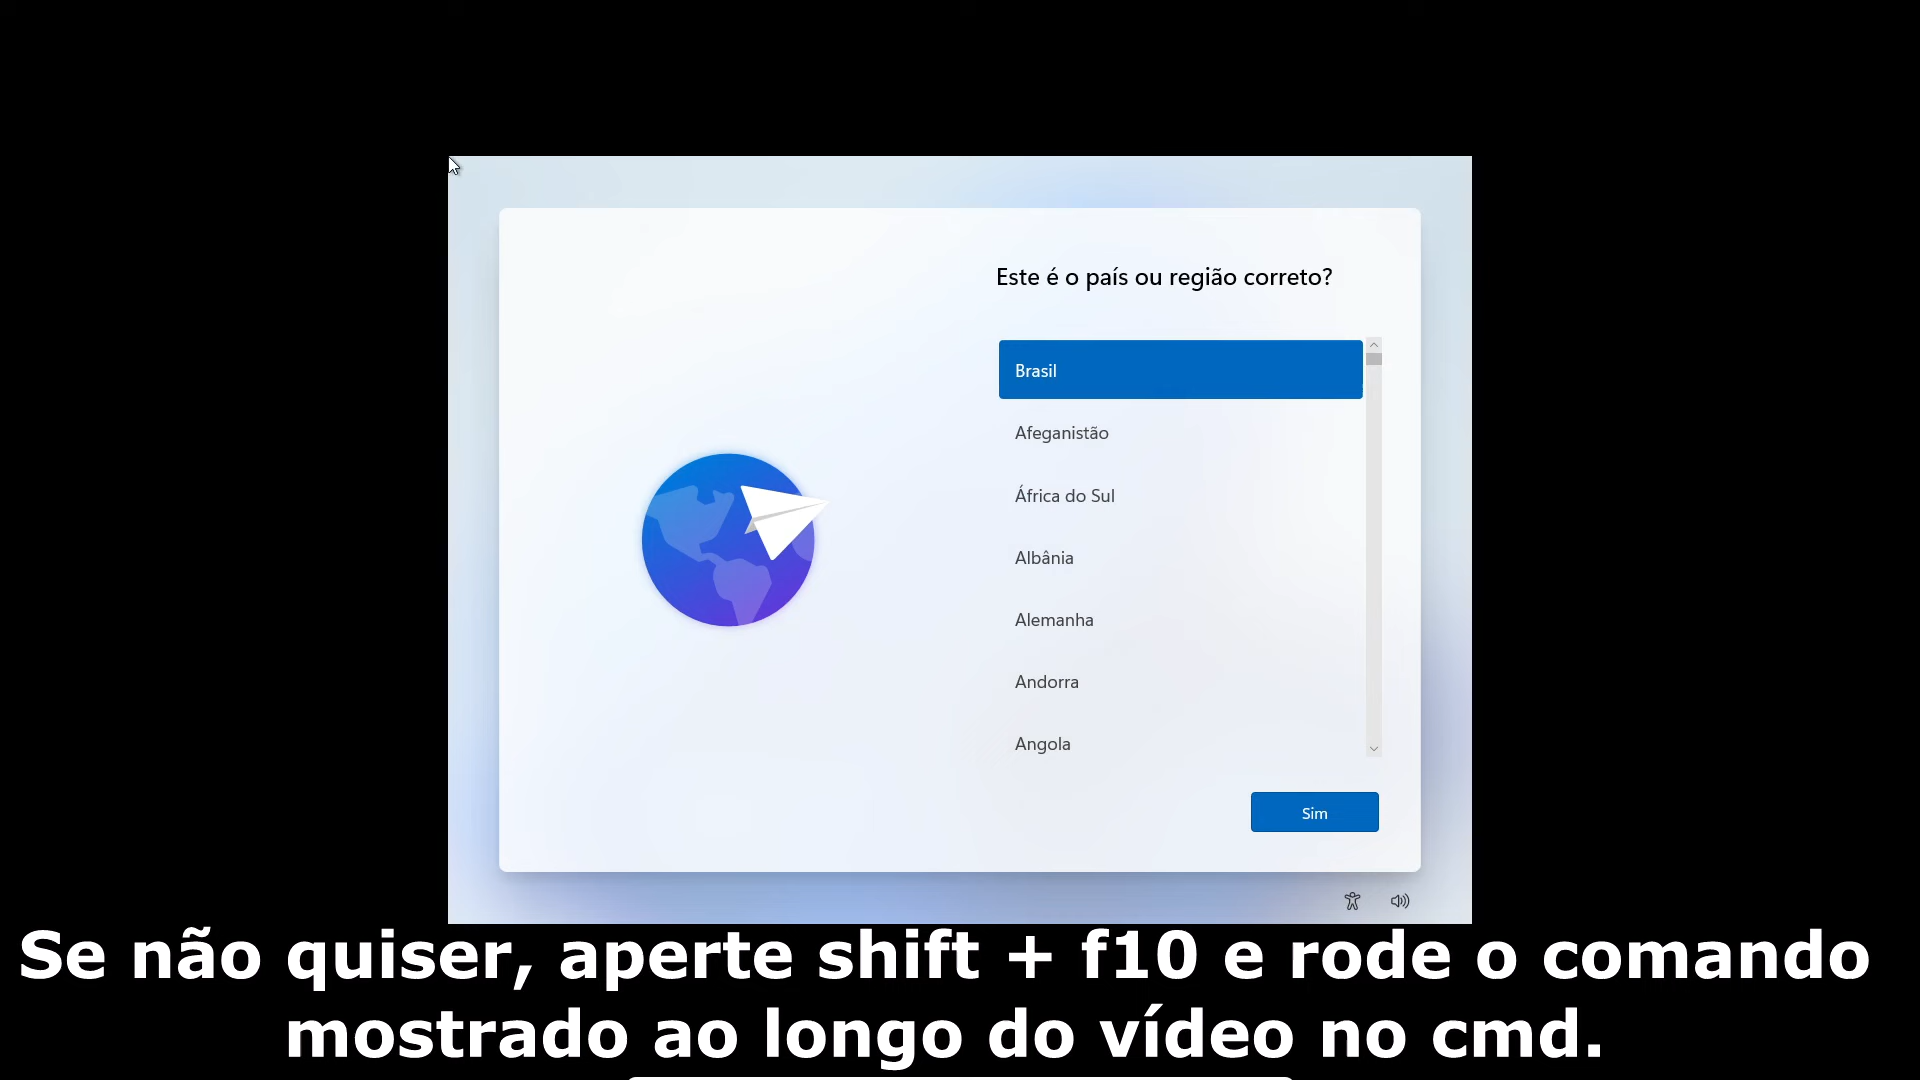 Este é o país ou região correto?
Brasil
Afeganistão
África do Sul
Albânia
Alemanha
Andorra
Angola
Sim
Se não quiser, aperte shift + f10 e rode o comando
mostrado ao longo do vídeo no cmd.